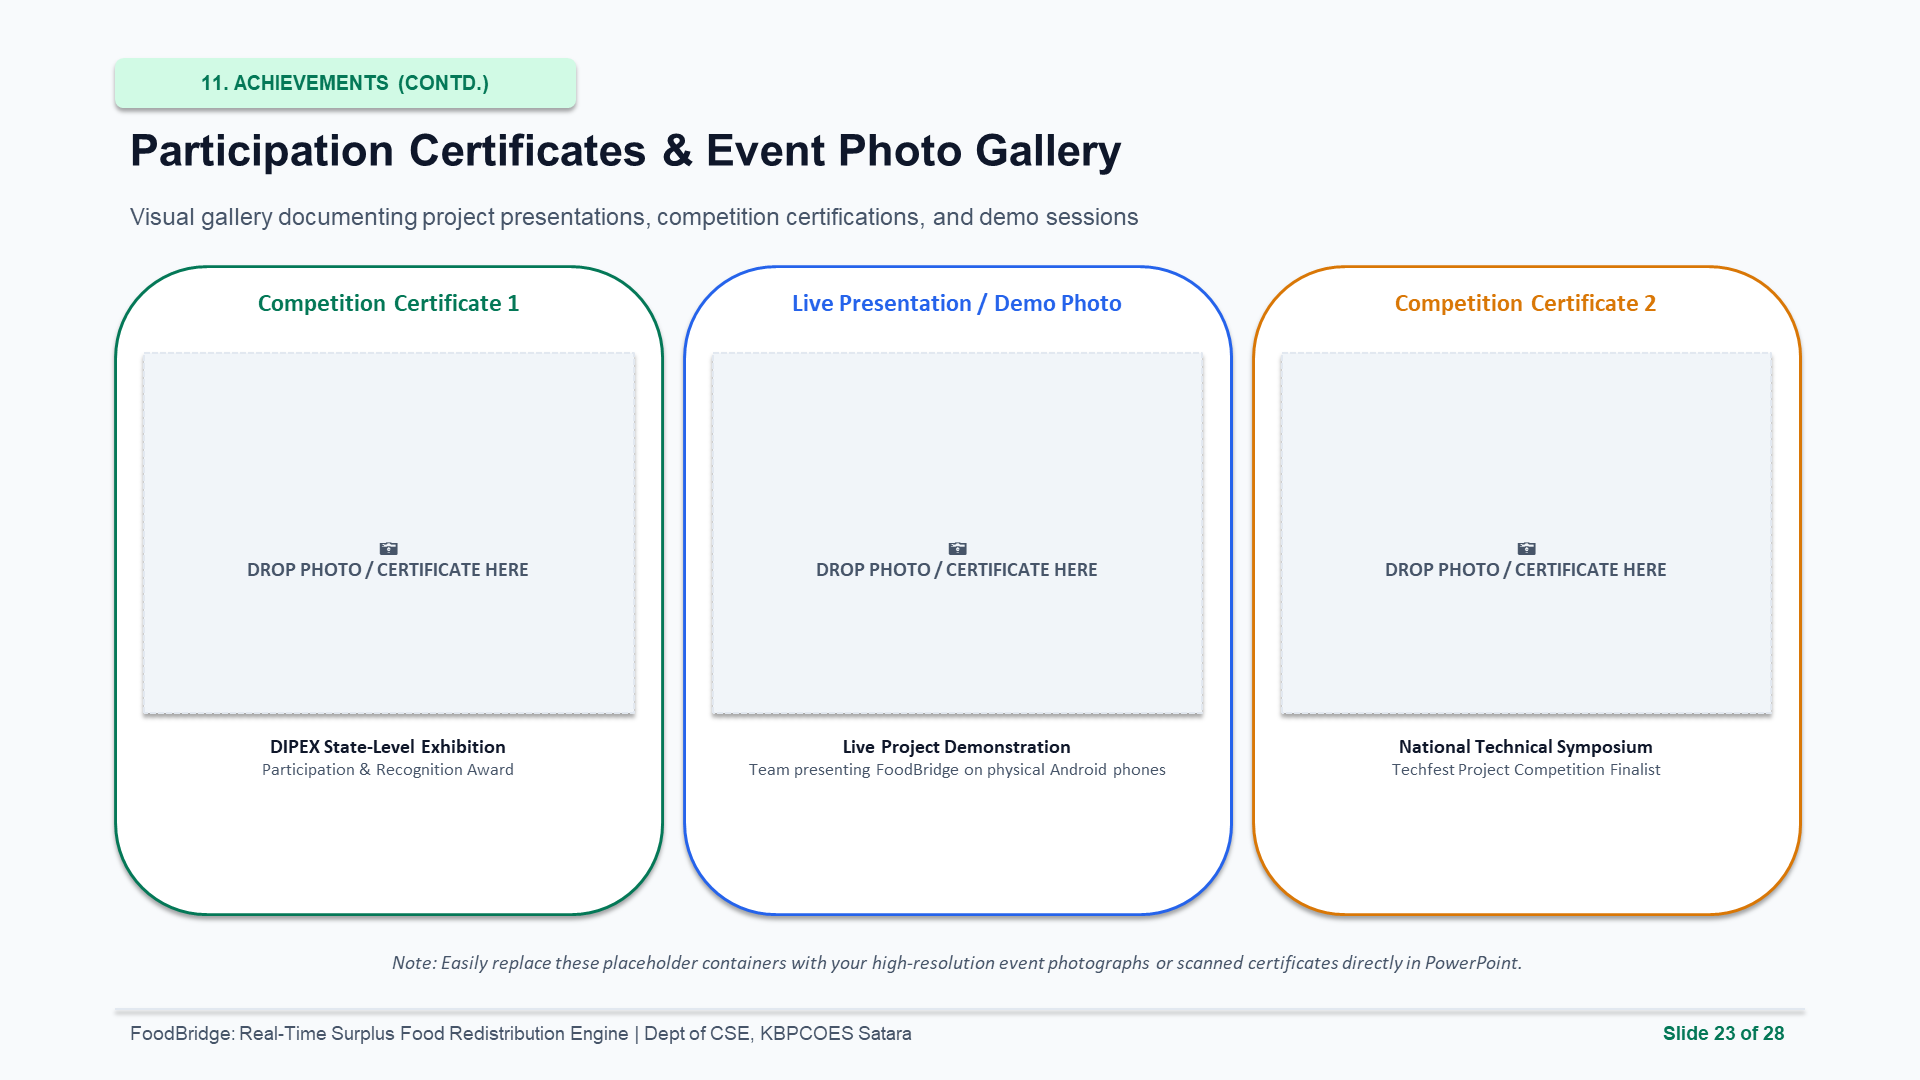 11. ACHIEVEMENTS (CONTD.)
Participation Certificates & Event Photo Gallery
Visual gallery documenting project presentations, competition certifications, and demo sessions
Competition Certificate 1
DROP PHOTO / CERTIFICATE HERE
DIPEX State-Level Exhibition
Participation & Recognition Award
Live Presentation / Demo Photo
DROP PHOTO / CERTIFICATE HERE
Live Project Demonstration
Team presenting FoodBridge on physical Android phones
Competition Certificate 2
DROP PHOTO / CERTIFICATE HERE
National Technical Symposium
Techfest Project Competition Finalist
Note: Easily replace these placeholder containers with your high-resolution event photographs or scanned certificates directly in PowerPoint.
FoodBridge: Real-Time Surplus Food Redistribution Engine | Dept of CSE, KBPCOES Satara
Slide 23 of 28